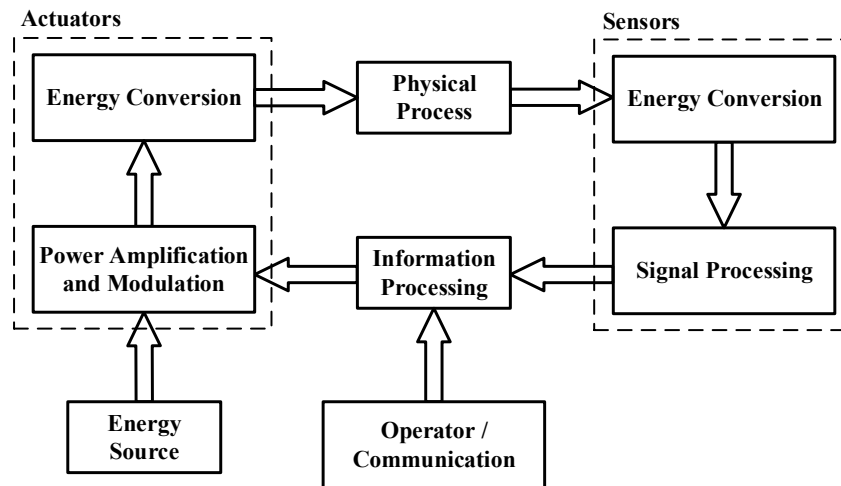 Actuators
Sensors
Energy Conversion
Physical
Process
Energy Conversion
Power Amplification
and Modulation
Information
Processing
Signal Processing
Energy
Source
Operator /
Communication